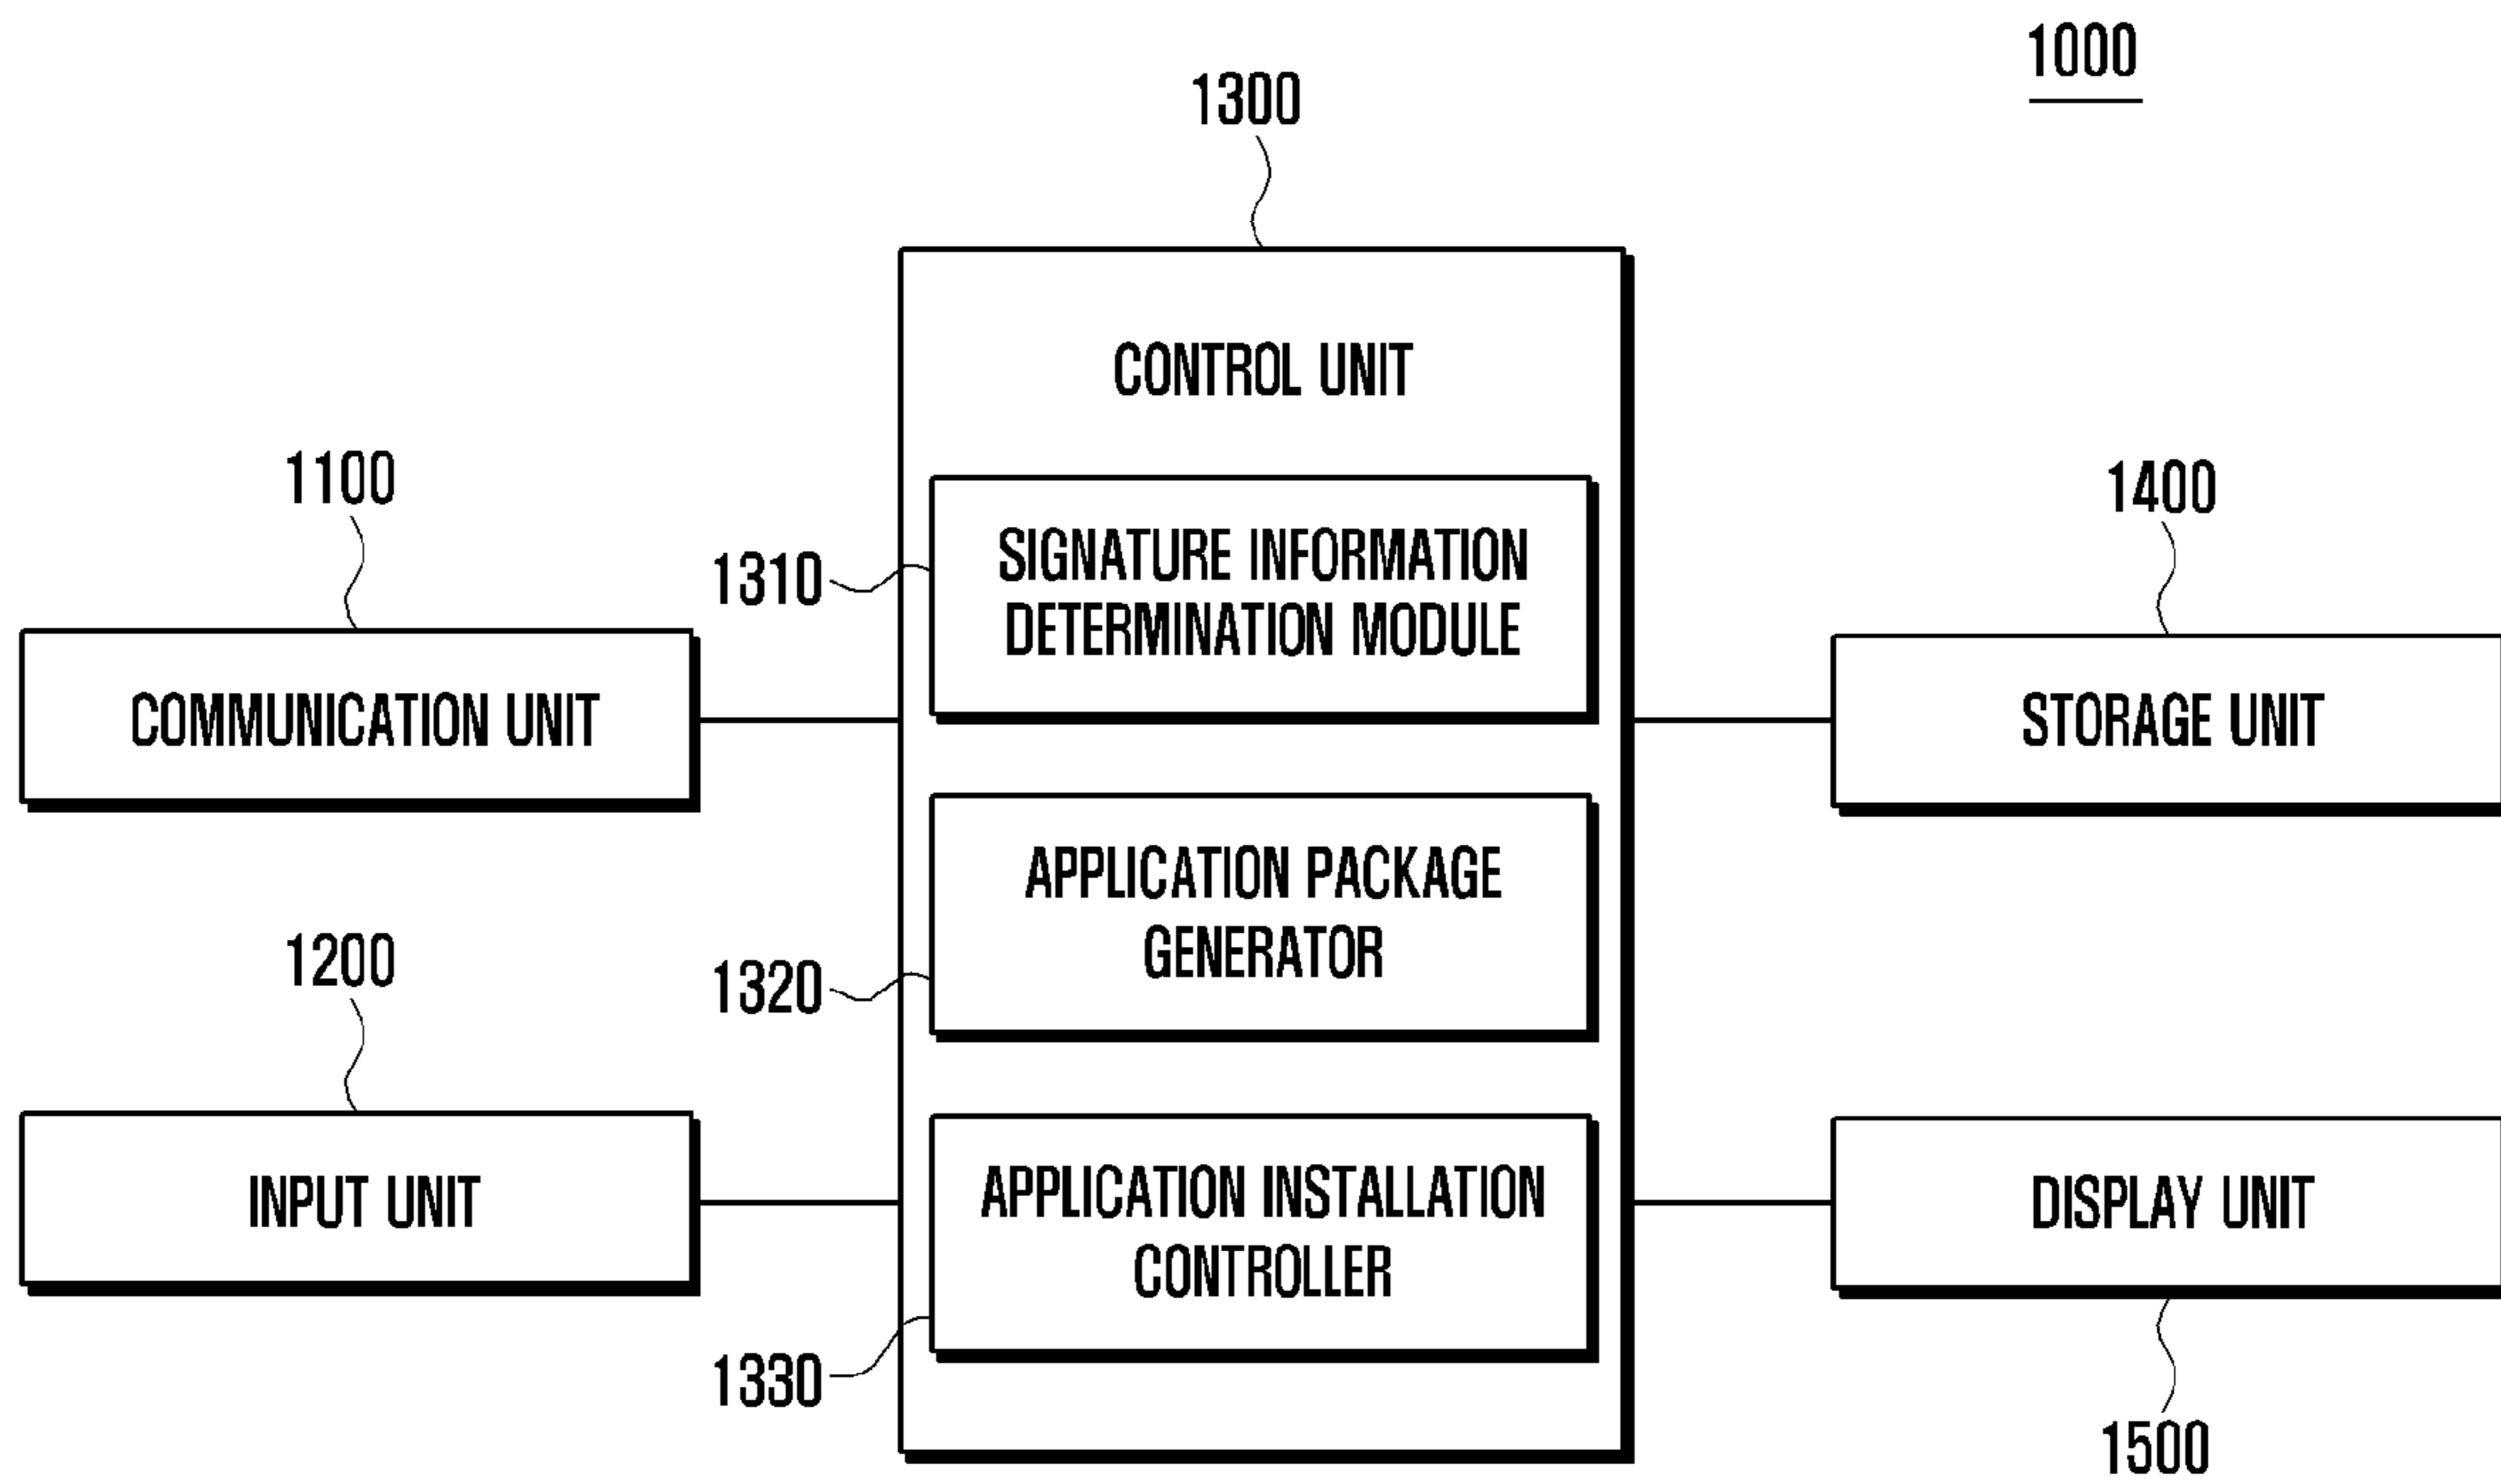 1000
1300
CONTROL UNIT
1100
1310
SIGNATURE INFORMATION
DETERMINATION MODULE
1400
COMMUNICATION UNIT
STORAGE UNIT
APPLICATION PACKAGE
GENERATOR
1200
1320
INPUT UNIT
APPLICATION INSTALLATION
CONTROLLER
DISPLAY UNIT
1330
1500